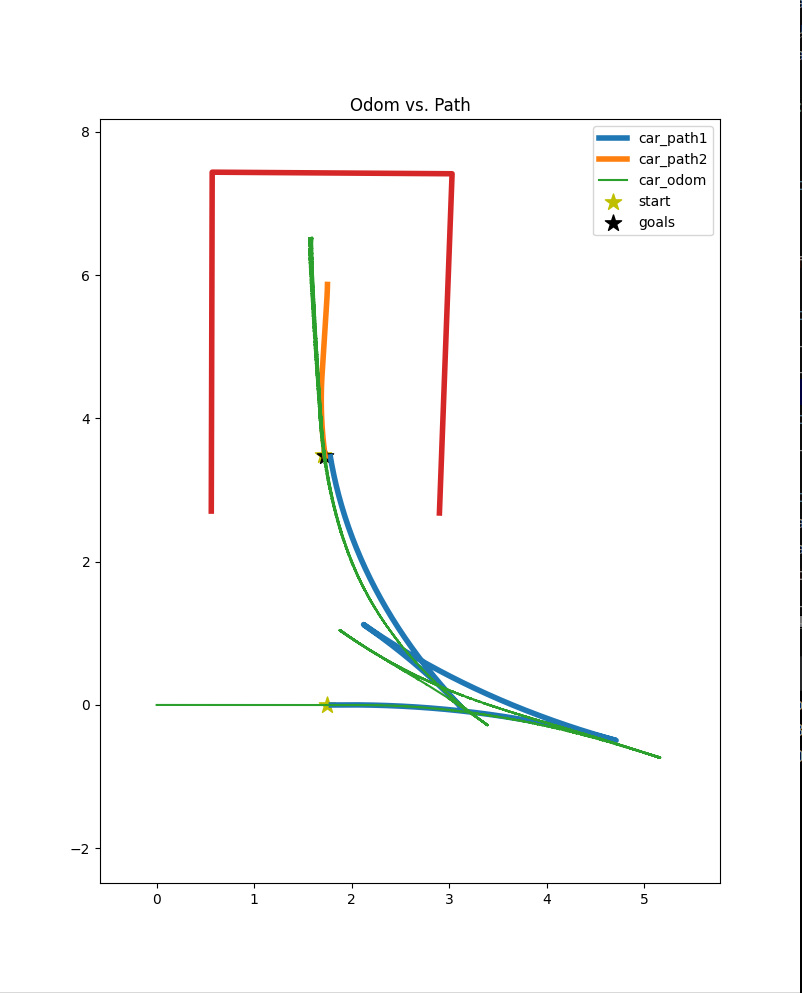 Odom vs. Path
car_path1
car_path2
car_odom
start
goals
8
6
4
2
0
−2
0 1 2 3 4 5